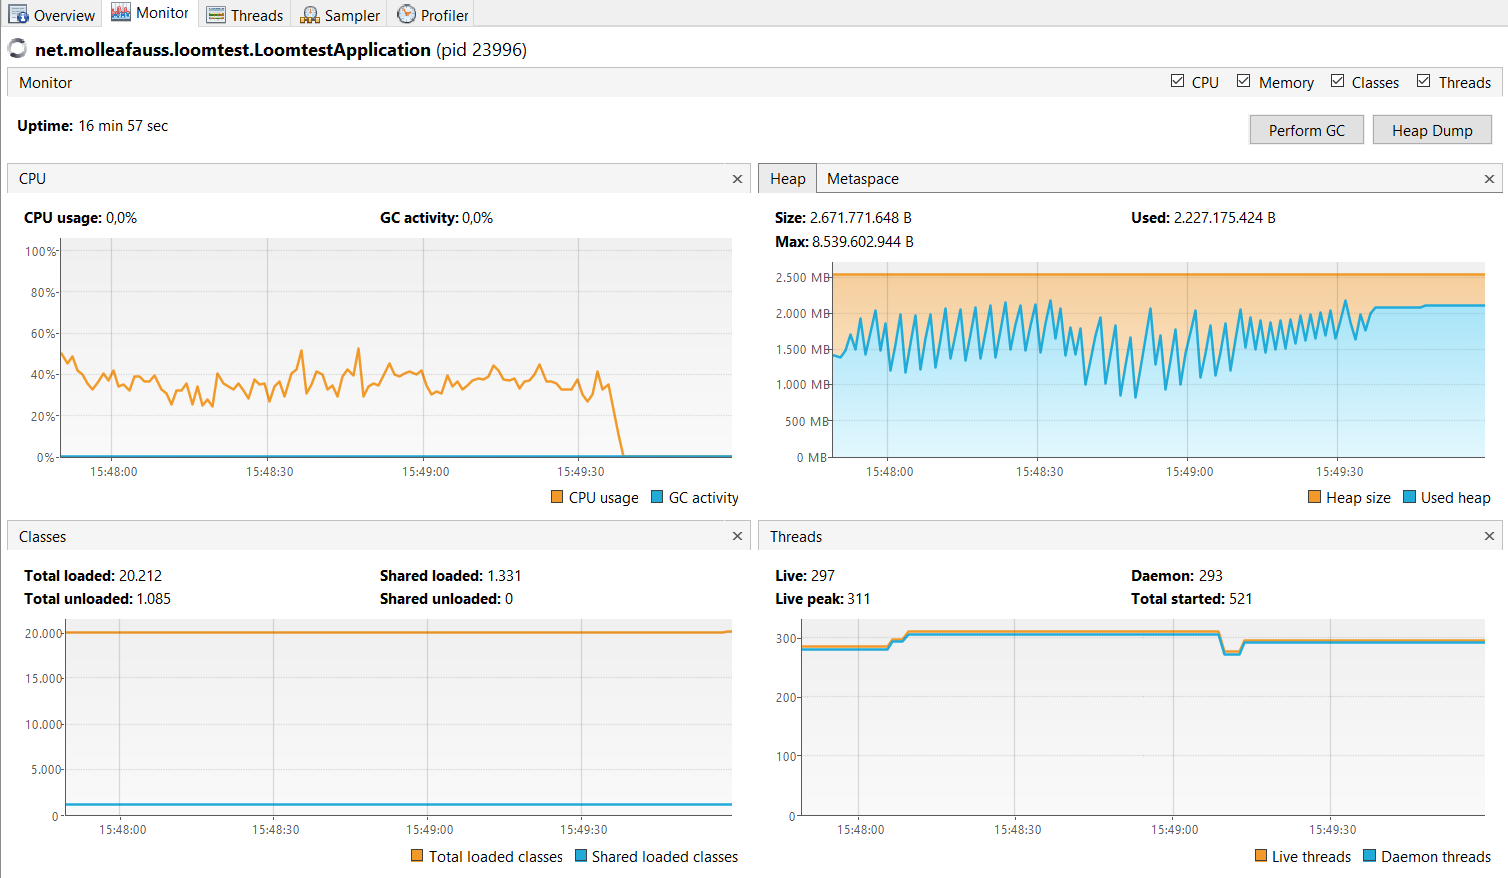 Overview Monitor Threads Sampler Profiler
net.molleafauss.loomtest.LoomtestApplication (pid 23996)
Monitor CPU Memory Classes Threads
Uptime: 16 min 57 sec
Perform GC Heap Dump
CPU
CPU usage: 0,0% GC activity: 0,0%
100%
80%
60%
40%
20%
0%
15:48:00 15:48:30 15:49:00 15:49:30
CPU usage GC activity
Heap Metaspace
Size: 2.671.771.648 B Used: 2.227.175.424 B
Max: 8.539.602.944 B
2.500 MB
2.000 MB
1.500 MB
1.000 MB
500 MB
0 MB
15:48:00 15:48:30 15:49:00 15:49:30
Heap size Used heap
Classes
Total loaded: 20.212 Shared loaded: 1.331
Total unloaded: 1.085 Shared unloaded: 0
20.000
15.000
10.000
5.000
0
15:48:00 15:48:30 15:49:00 15:49:30
Total loaded classes Shared loaded classes
Threads
Live: 297 Daemon: 293
Live peak: 311 Total started: 521
300
200
100
0
15:48:00 15:48:30 15:49:00 15:49:30
Live threads Daemon threads